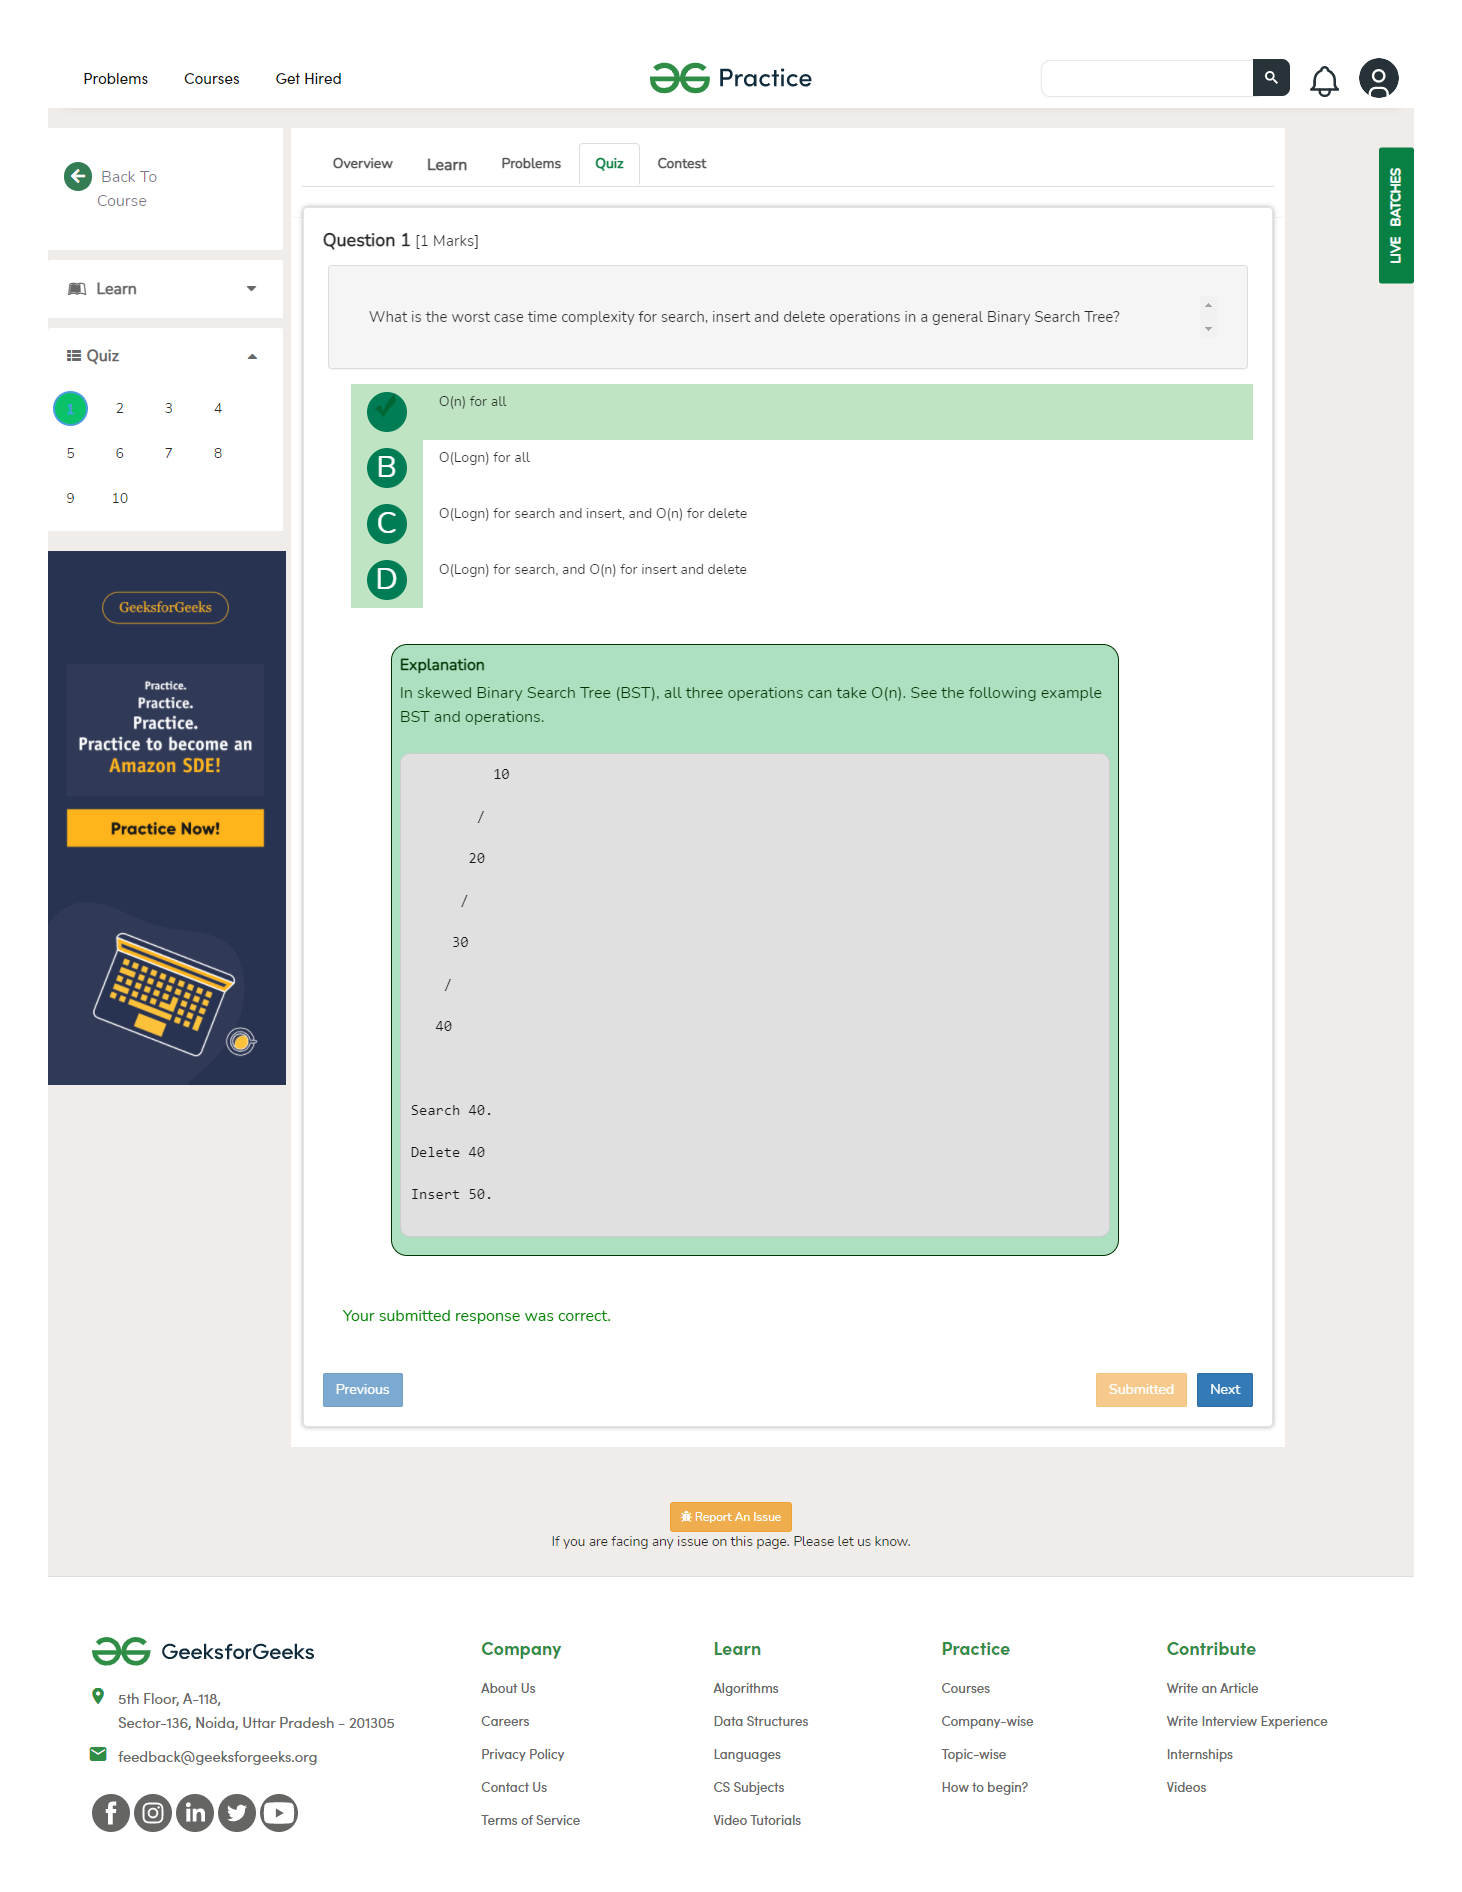 Problems Courses Get Hired
Practice
Back To
Course
Learn
Quiz
1 2 3 4
5 6 7 8
9 10
GeeksforGeeks
Practice.
Practice.
Practice.
Practice to become an
Amazon SDE!
Practice Now!
Overview Learn Problems Quiz Contest
LIVE BATCHES
Question 1 [1 Marks]
What is the worst case time complexity for search, insert and delete operations in a general Binary Search Tree?
O(n) for all
B O(Logn) for all
C O(Logn) for search and insert, and O(n) for delete
D O(Logn) for search, and O(n) for insert and delete
Explanation
In skewed Binary Search Tree (BST), all three operations can take O(n). See the following example
BST and operations.
10
/
20
/
30
/
40
Search 40.
Delete 40
Insert 50.
Your submitted response was correct.
Previous Submitted Next
Report An Issue
If you are facing any issue on this page. Please let us know.
GeeksforGeeks
5th Floor, A-118,
Sector-136, Noida, Uttar Pradesh - 201305
feedback@geeksforgeeks.org
Company
About Us
Careers
Privacy Policy
Contact Us
Terms of Service
Learn
Algorithms
Data Structures
Languages
CS Subjects
Video Tutorials
Practice
Courses
Company-wise
Topic-wise
How to begin?
Contribute
Write an Article
Write Interview Experience
Internships
Videos